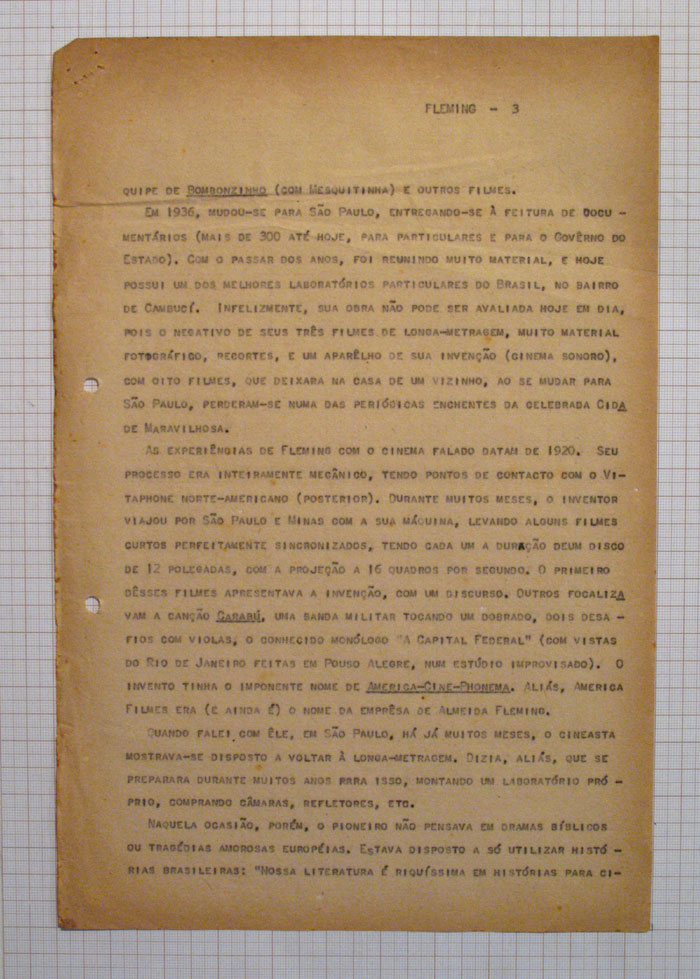 FLEMING - 3
QUIPE DE BOMBONZINHO (COM MESQUITINHA) E OUTROS FILMES.
EM 1936, MUDOU-SE PARA SÃO PAULO, ENTREGANDO-SE À FEITURA DE DOCU -
MENTÁRIOS (MAIS DE 300 ATÉ HOJE, PARA PARTICULARES E PARA O GOVÊRNO DO
ESTADO). COM O PASSAR DOS ANOS, FOI REUNINDO MUITO MATERIAL, E HOJE
POSSUI UM DOS MELHORES LABORATÓRIOS PARTICULARES DO BRASIL, NO BAIRRO
DE CAMBUCÍ. INFELIZMENTE, SUA OBRA NÃO PODE SER AVALIADA HOJE EM DIA,
POIS O NEGATIVO DE SEUS TRÊS FILMES DE LONGA-METRAGEM, MUITO MATERIAL
FOTOGRÁFICO, RECORTES, E UM APARÊLHO DE SUA INVENÇÃO (CINEMA SONORO),
COM OITO FILMES, QUE DEIXARA NA CASA DE UM VIZINHO, AO SE MUDAR PARA
SÃO PAULO, PERDERAM-SE NUMA DAS PERIÓGICAS ENCHENTES DA CELEBRADA CIDA
DE MARAVILHOSA.
AS EXPERIÊNCIAS DE FLEMING COM O CINEMA FALADO DATAM DE 1920. SEU
PROCESSO ERA INTEIRAMENTE MECÂNICO, TENDO PONTOS DE CONTACTO COM O VI-
TAPHONE NORTE-AMERICANO (POSTERIOR). DURANTE MUITOS MESES, O INVENTOR
VIAJOU POR SÃO PAULO E MINAS COM A SUA MÁQUINA, LEVANDO ALGUNS FILMES
CURTOS PERFEITAMENTE SINCRONIZADOS, TENDO CADA UM A DURAÇÃO DEUM DISCO
DE 12 POLEGADAS, COM A PROJEÇÃO A 16 QUADROS POR SEGUNDO. O PRIMEIRO
DÊSSES FILMES APRESENTAVA A INVENÇÃO, COM UM DISCURSO. OUTROS FOCALIZA
VAM A CANÇÃO CARABÚ, UMA BANDA MILITAR TOCANDO UM DOBRADO, DOIS DESA -
FIOS COM VIOLAS, O CONHECIDO MONÓLOGO "A CAPITAL FEDERAL" (COM VISTAS
DO RIO DE JANEIRO FEITAS EM POUSO ALEGRE, NUM ESTÚDIO IMPROVISADO). O
INVENTO TINHA O IMPONENTE NOME DE AMERICA-CINE-PHONEMA. ALIÁS, AMERICA
FILMES ERA (E AINDA É) O NOME DA EMPRÊSA DE ALMEIDA FLEMING.
QUANDO FALEI COM ÊLE, EM SÃO PAULO, HÁ JÁ MUITOS MESES, O CINEASTA
MOSTRAVA-SE DISPOSTO A VOLTAR À LONGA-METRAGEM. DIZIA, ALIÁS, QUE SE
PREPARARA DURANTE MUITOS ANOS PARA ISSO, MONTANDO UM LABORATÓRIO PRÓ -
PRIO, COMPRANDO CÂMARAS, REFLETORES, ETC.
NAQUELA OCASIÃO, PORÉM, O PIONEIRO NÃO PENSAVA EM DRAMAS BÍBLICOS
OU TRAGÉDIAS AMOROSAS EUROPÉIAS. ESTAVA DISPOSTO A SÓ UTILIZAR HISTÓ -
RIAS BRASILEIRAS: "NOSSA LITERATURA É RIQUÍSSIMA EM HISTÓRIAS PARA CI-